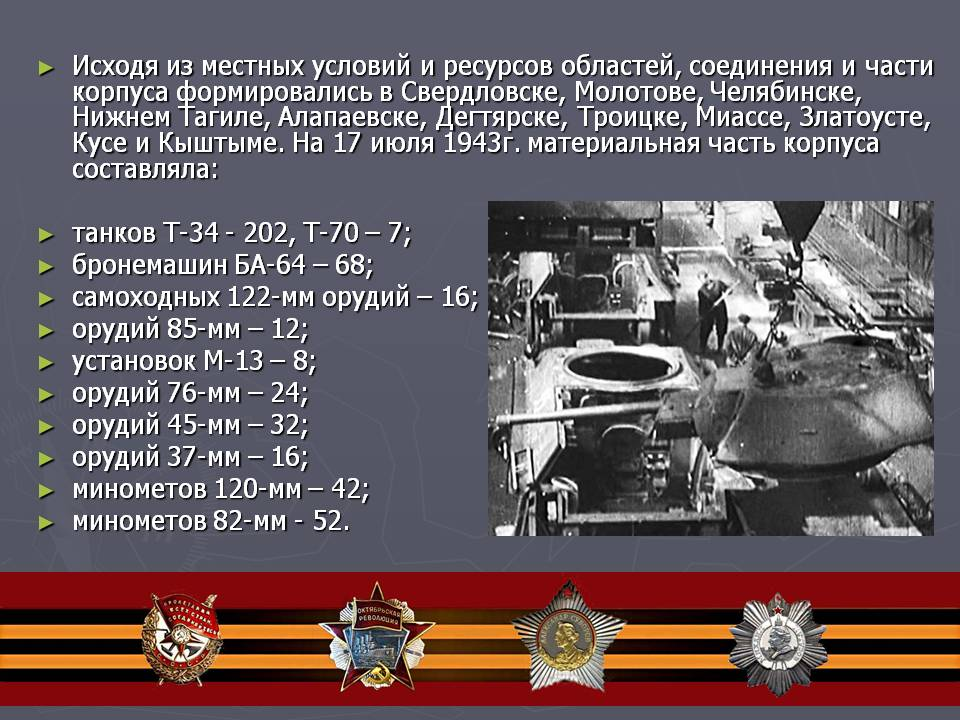 ► Исходя из местных условий и ресурсов областей, соединения и части
корпуса формировались в Свердловске, Молотове, Челябинске,
Нижнем Тагиле, Алапаевске, Дегтярске, Троицке, Миассе, Златоусте,
Кусе и Кыштыме. На 17 июля 1943г. материальная часть корпуса
составляла:
► танков Т-34 - 202, Т-70 – 7;
► бронемашин БА-64 – 68;
► самоходных 122-мм орудий – 16;
► орудий 85-мм – 12;
► установок М-13 – 8;
► орудий 76-мм – 24;
► орудий 45-мм – 32;
► орудий 37-мм – 16;
► минометов 120-мм – 42;
► минометов 82-мм - 52.
ОКТЯБРЬСКАЯ
РЕВОЛЮЦИЯ